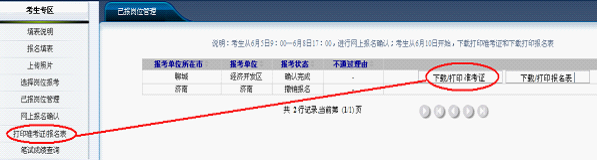 考生专区
填表说明
报名填表
上传照片
选择岗位报考
已报岗位管理
网上报名确认
打印准考证/报名表
笔试成绩查询
已报岗位管理
说明：考生从6月5日9：00--6月8日17：00，进行网上报名确认；考生从6月10日开始，下载打印准考证和下载打印报名表
报考单位所在市 报考单位 报考状态 不通过理由
聊城 经济开发区 确认完成 - 下载/打印 准考证 下载/打印报名表
济南 济南 撤销报名 -
共 2 行记录,当前第 (1/1) 页